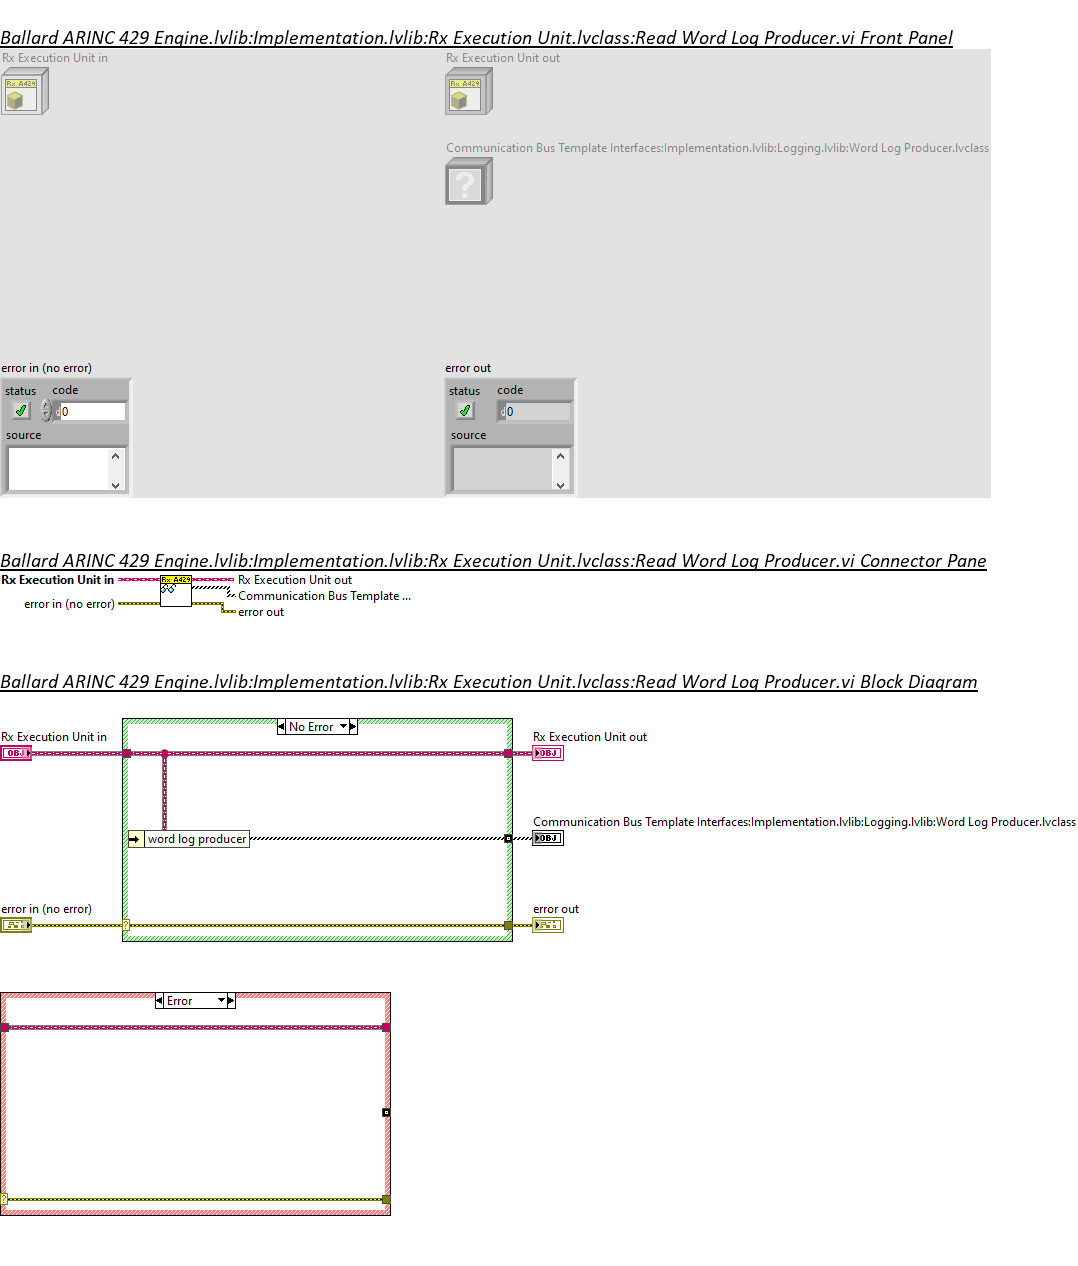 Ballard ARINC 429 Engine.lvlib:Implementation.lvlib:Rx Execution Unit.lvclass:Read Word Log Producer.vi Front Panel
Rx Execution Unit in
Rx Execution Unit out
Rx A429
Rx A429
Communication Bus Template Interfaces:Implementation.lvlib:Logging.lvlib:Word Log Producer.lvclass
?
error in (no error)
error out
status code
status code
d 0
d 0
source
source
Ballard ARINC 429 Engine.lvlib:Implementation.lvlib:Rx Execution Unit.lvclass:Read Word Log Producer.vi Connector Pane
Rx Execution Unit in
Rx A429
Rx Execution Unit out
Communication Bus Template ...
error in (no error)
error out
Ballard ARINC 429 Engine.lvlib:Implementation.lvlib:Rx Execution Unit.lvclass:Read Word Log Producer.vi Block Diagram
No Error
Rx Execution Unit in
Rx Execution Unit out
OBJ
OBJ
Communication Bus Template Interfaces:Implementation.lvlib:Logging.lvlib:Word Log Producer.lvclass
word log producer
OBJ
error in (no error)
error out
?
Error
?